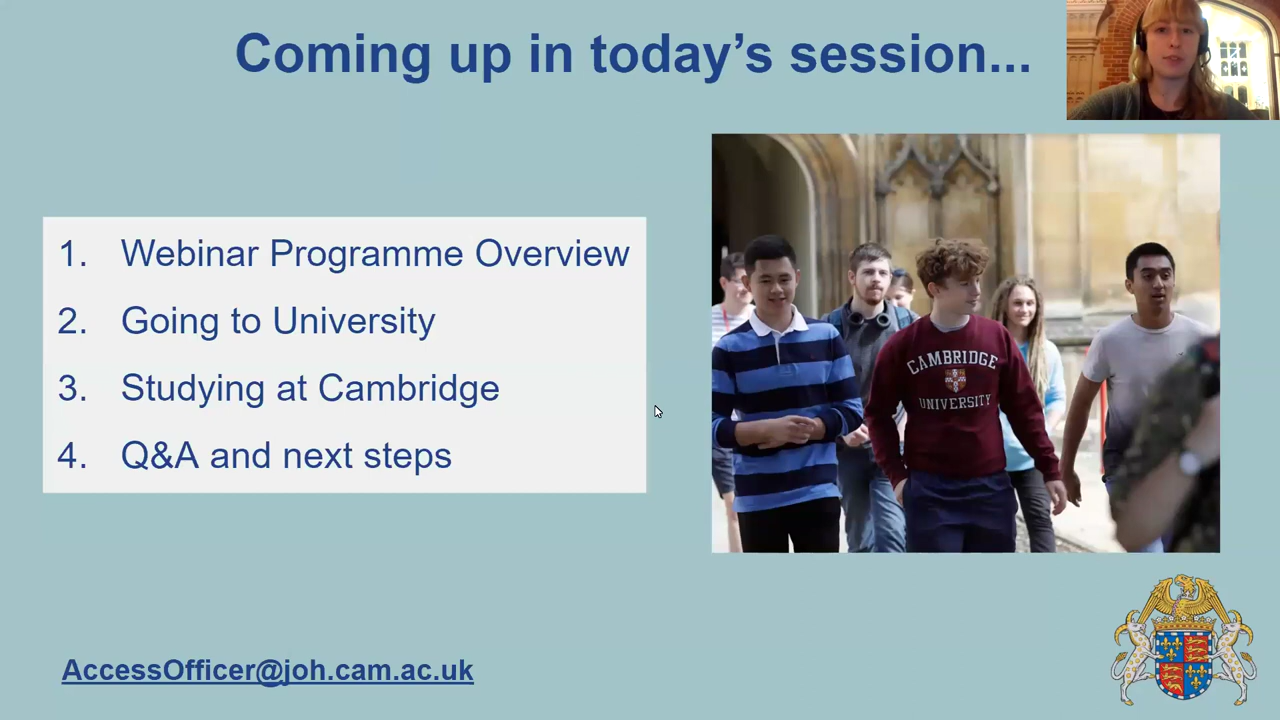 Coming up in today’s session...
1. Webinar Programme Overview
2. Going to University
3. Studying at Cambridge
4. Q&A and next steps
CAMBRIDGE
UNIVERSITY
AccessOfficer@joh.cam.ac.uk